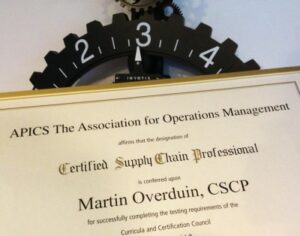 2 3 4
APICS The Association for Operations Management
affirms that the designation of
Certified Supply Chain Professional
is conferred upon
Martin Overduin, CSCP
for successfully completing the testing requirements of the
Curricula and Certification Council